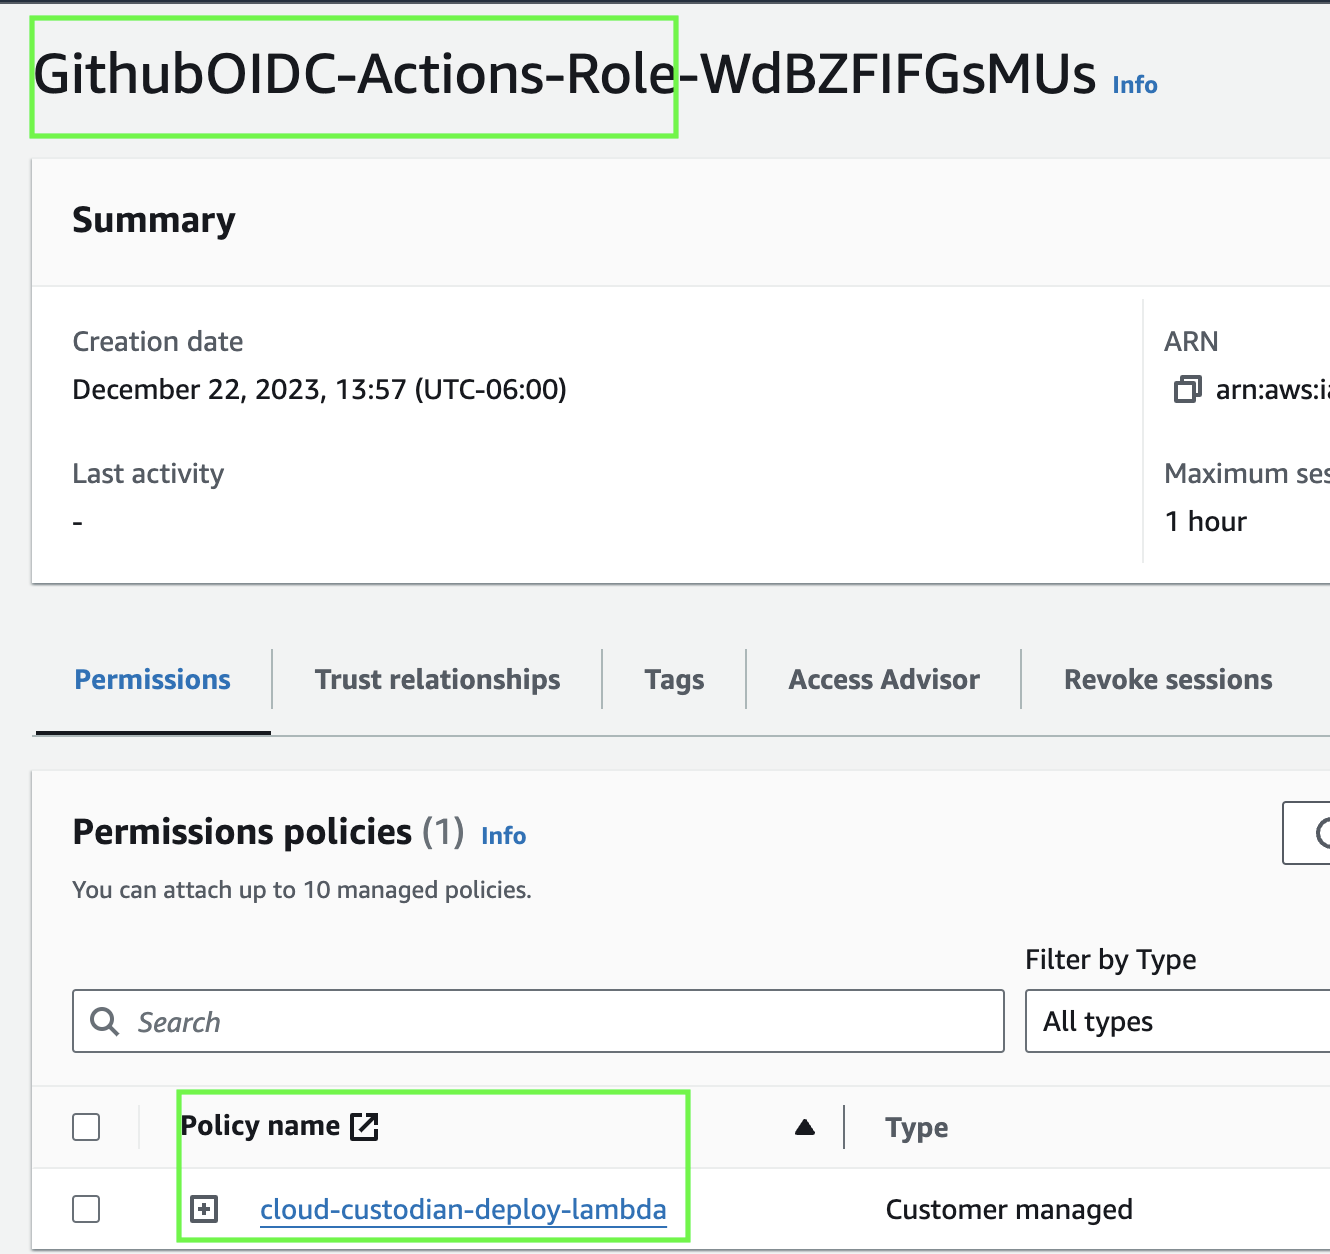 GithubOIDC-Actions-Role-WdBZFIFGsMUs Info
Summary
Creation date
December 22, 2023, 13:57 (UTC-06:00)
ARN
arn:aws:ia
Last activity
-
Maximum ses
1 hour
Permissions
Trust relationships
Tags
Access Advisor
Revoke sessions
Permissions policies (1) Info
You can attach up to 10 managed policies.
Filter by Type
Search
All types
Policy name
Type
cloud-custodian-deploy-lambda
Customer managed